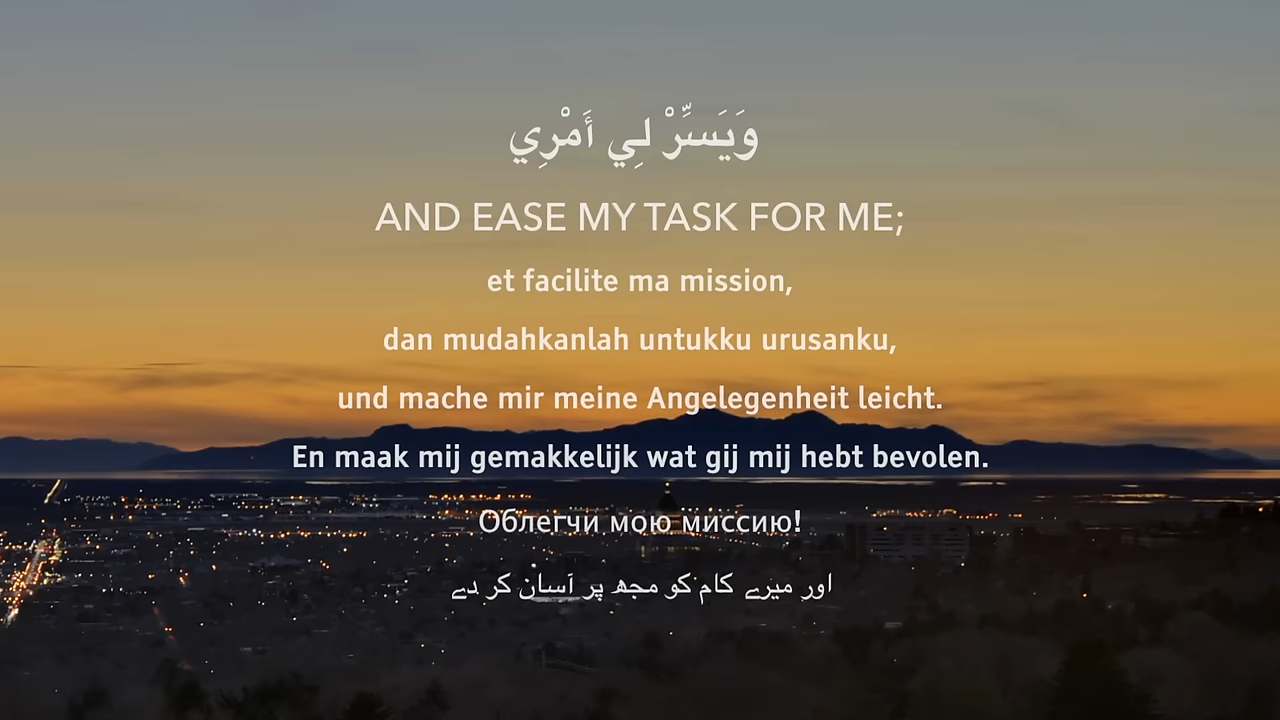 وَيَسِّرْ لِي أَمْرِي
AND EASE MY TASK FOR ME;
et facilite ma mission,
dan mudahkanlah untukku urusanku,
und mache mir meine Angelegenheit leicht.
En maak mij gemakkelijk wat gij mij hebt bevolen.
Облегчи мою миссию!
اور میرے کام کو مجھ پر آسان کر دے